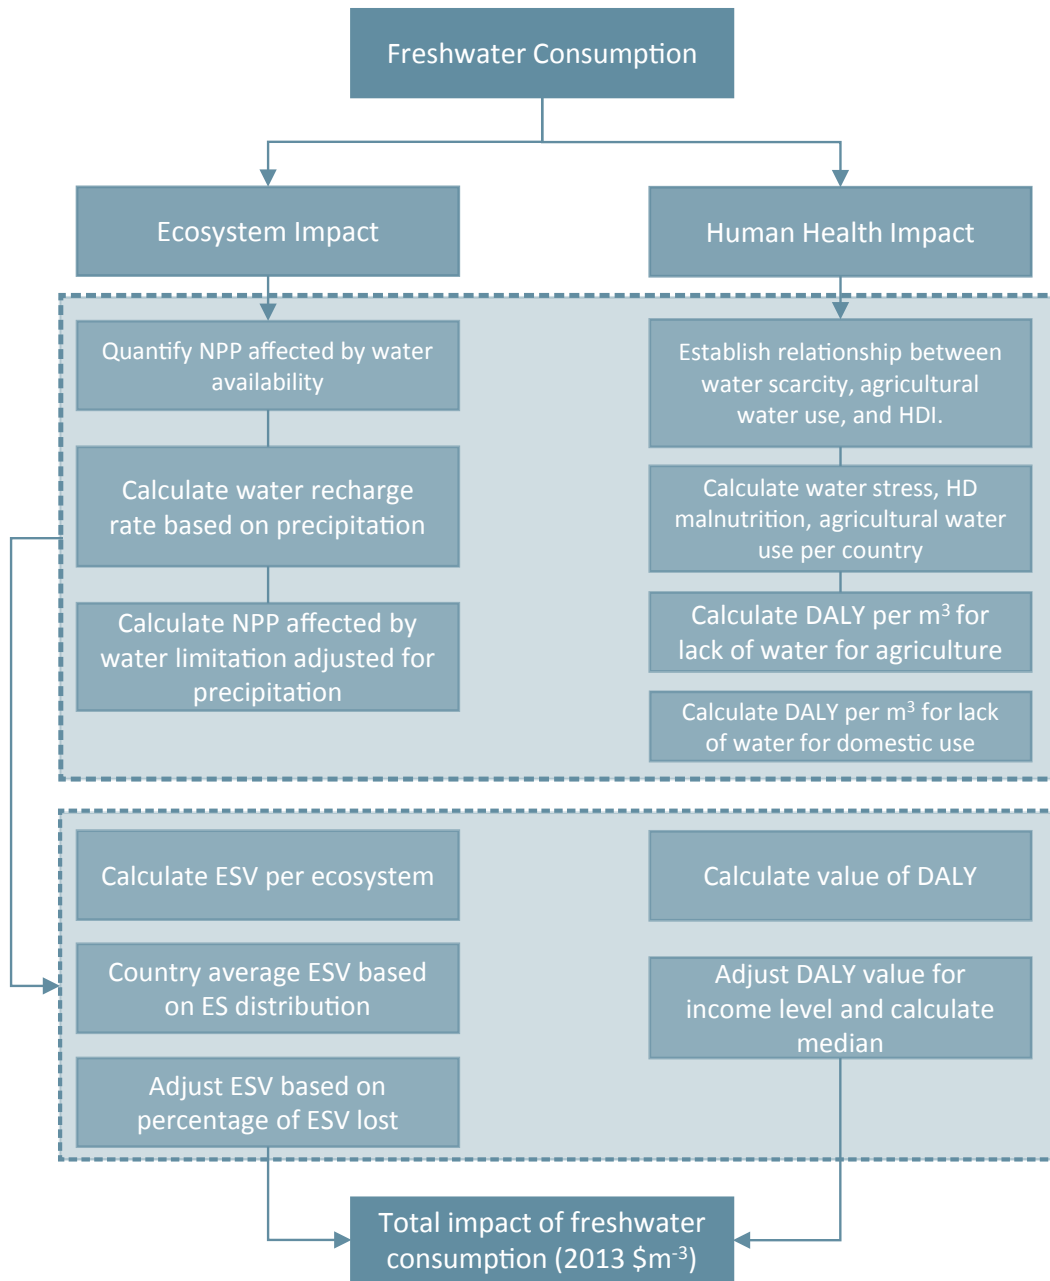 Freshwater Consumption
Ecosystem Impact
Human Health Impact
Quantify NPP affected by water
availability
Calculate water recharge
rate based on precipitation
Calculate NPP affected by
water limitation adjusted for
precipitation
Establish relationship between
water scarcity, agricultural
water use, and HDI.
Calculate water stress, HD
malnutrition, agricultural water
use per country
Calculate DALY per m³ for
lack of water for agriculture
Calculate DALY per m³ for lack
of water for domestic use
Calculate ESV per ecosystem
Country average ESV based
on ES distribution
Adjust ESV based on
percentage of ESV lost
Calculate value of DALY
Adjust DALY value for
income level and calculate
median
Total impact of freshwater
consumption (2013 $m⁻³)